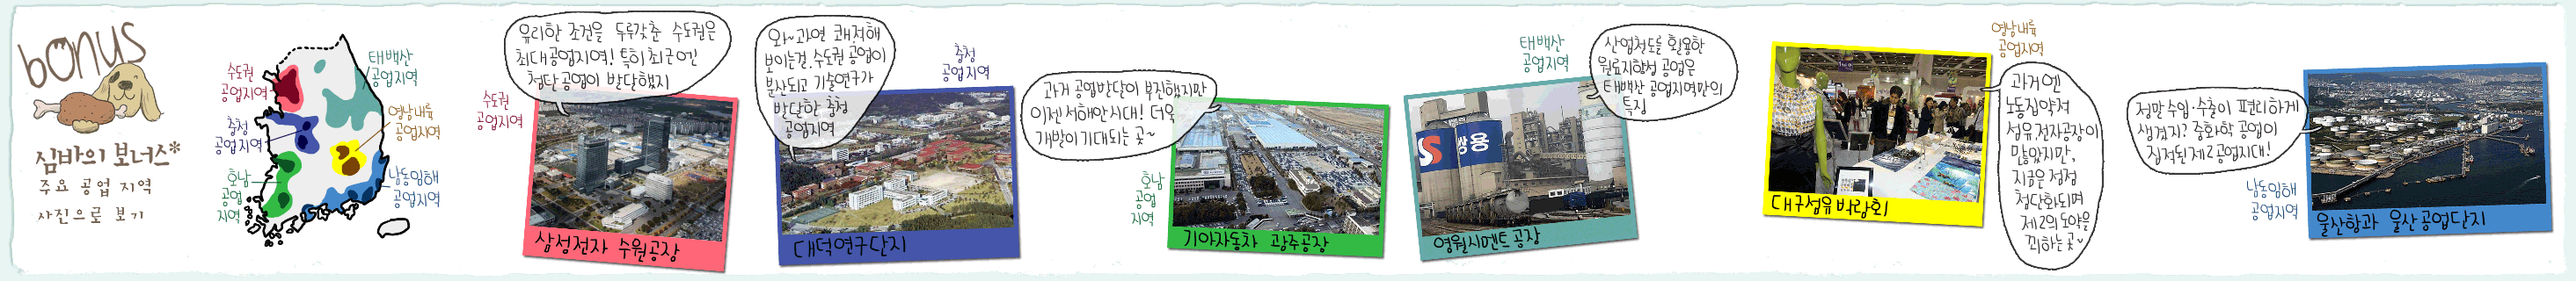 bonus
심바의 보너스*
주요 공업 지역
사진으로 보기
수도권
공업지역
충청
공업지역
호남
공업
지역
태백산
공업지역
영남내륙
공업지역
남동임해
공업지역
수도권
공업지역
유리한 조건을 두루갖춘 수도권은
최대공업지역! 특히 최근엔
첨단공업이 발달했지
삼성전자 수원공장
와~과연 쾌적해
보이는걸. 수도권 공업이
분산되고 기술연구가
발달한 충청
공업지역
충청
공업지역
대덕연구단지
과거 공업발달이 부진했지만
이젠 서해안시대! 더욱
개발이 기대되는 곳~
호남
공업
지역
기아자동차 광주공장
태백산
공업지역
산업철도를 활용한
원료지향성 공업은
태백산 공업지역만의
특징
쌍용
영월시멘트공장
영남내륙
공업지역
과거엔
노동집약적
섬유 전자공장이
많았지만,
지금은 점점
첨단화되며
제2의 도약을
꾀하는 곳~
대구섬유박람회
정말 수입·수출이 편리하게
생겼지? 중화학 공업이
집적된 제2공업지대!
남동임해
공업지역
울산항과 울산공업단지